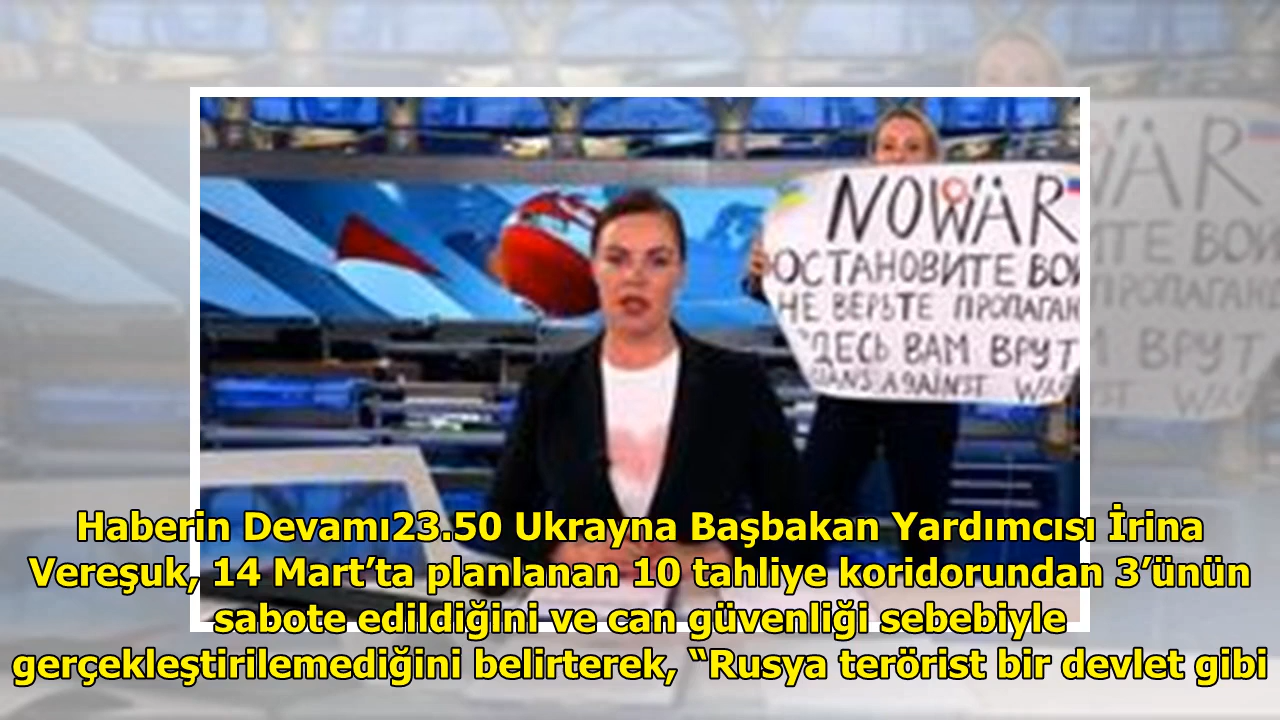 NO WAR
ОСТАНОВИТЕ ВОЙ
НЕ ВЕРЬТЕ ПРОПАГАН
ЗДЕСЬ ВАМ ВРУТ
AGAINST WAR
Haberin Devamı23.50 Ukrayna Başbakan Yardımcısı İrina
Vereşuk, 14 Mart’ta planlanan 10 tahliye koridorundan 3’ünün
sabote edildiğini ve can güvenliği sebebiyle
gerçekleştirilemediğini belirterek, “Rusya terörist bir devlet gibi